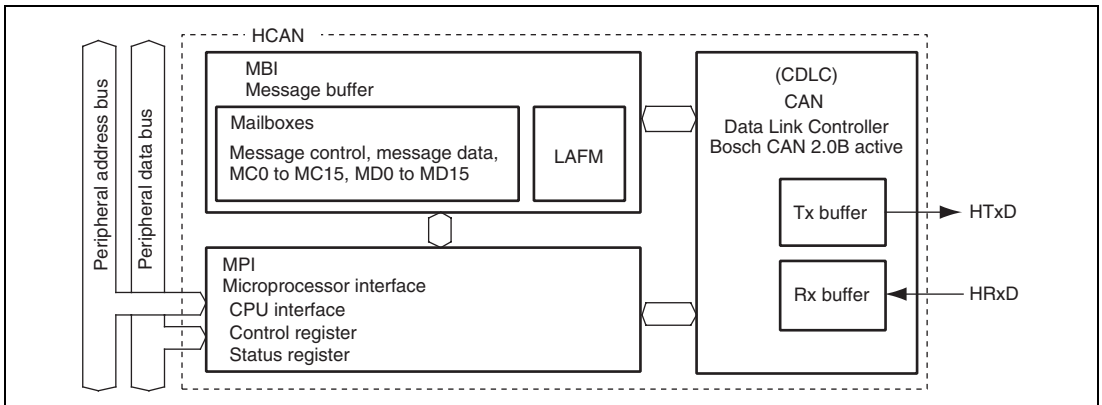 Peripheral address bus
Peripheral data bus
HCAN
MBI
Message buffer
Mailboxes
Message control, message data,
MC0 to MC15, MD0 to MD15
LAFM
MPI
Microprocessor interface
CPU interface
Control register
Status register
(CDLC)
CAN
Data Link Controller
Bosch CAN 2.0B active
Tx buffer
HTxD
Rx buffer
HRxD